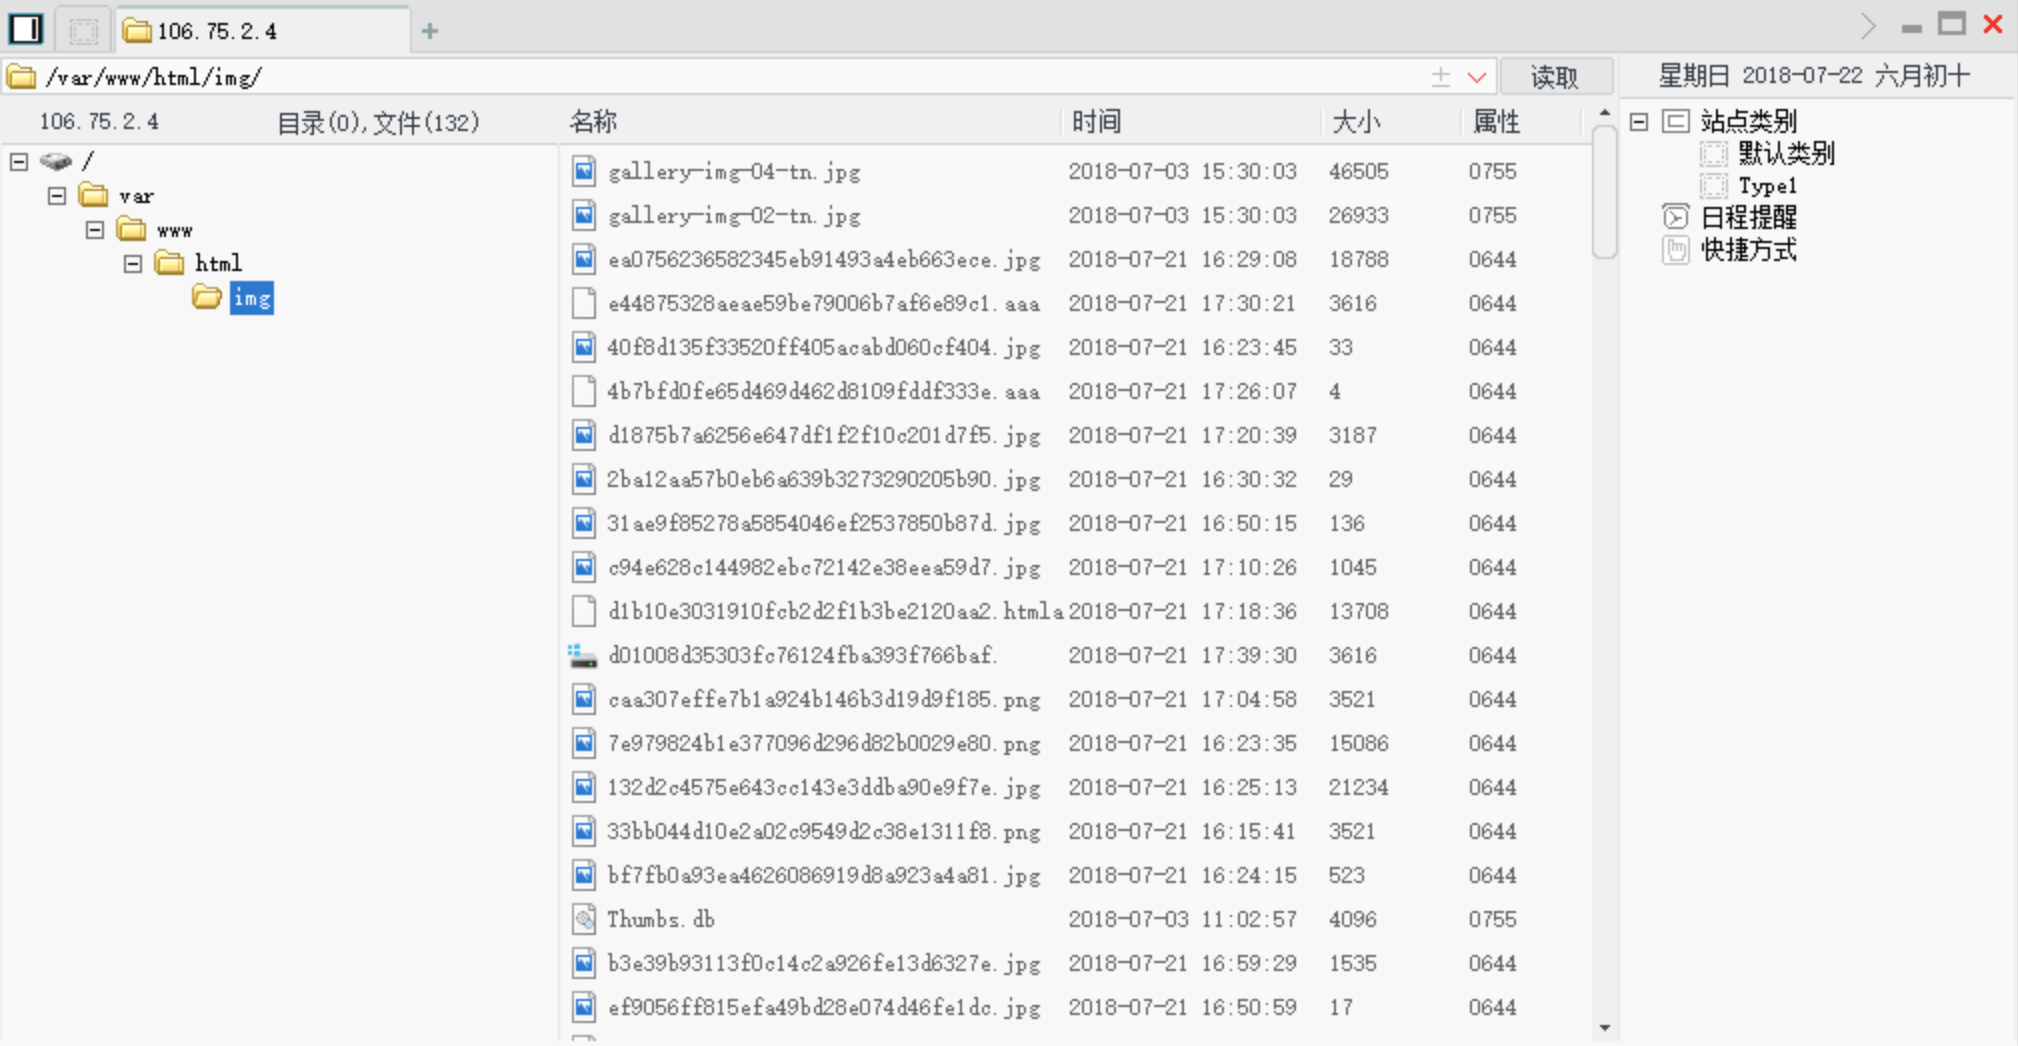 106.75.2.4
/var/www/html/img/
读取
星期日 2018-07-22 六月初十
106.75.2.4 目录(0),文件(132)
/
var
www
html
img
名称 时间 大小 属性
gallery-img-04-tn.jpg 2018-07-03 15:30:03 46505 0755
gallery-img-02-tn.jpg 2018-07-03 15:30:03 26933 0755
ea0756236582345eb91493a4eb663ece.jpg 2018-07-21 16:29:08 18788 0644
e44875328aeae59be79006b7af6e89c1.aaa 2018-07-21 17:30:21 3616 0644
40f8d135f33520ff405acabd060cf404.jpg 2018-07-21 16:23:45 33 0644
4b7bfd0fe65d469d462d8109fddf333e.aaa 2018-07-21 17:26:07 4 0644
d1875b7a6256e647df1f2f10c201d7f5.jpg 2018-07-21 17:20:39 3187 0644
2ba12aa57b0eb6a639b3273290205b90.jpg 2018-07-21 16:30:32 29 0644
31ae9f85278a5854046ef2537850b87d.jpg 2018-07-21 16:50:15 136 0644
c94e628c144982ebc72142e38eea59d7.jpg 2018-07-21 17:10:26 1045 0644
d1b10e3031910fcb2d2f1b3be2120aa2.htmla 2018-07-21 17:18:36 13708 0644
d01008d35303fc76124fba393f766baf. 2018-07-21 17:39:30 3616 0644
caa307effe7b1a924b146b3d19d9f185.png 2018-07-21 17:04:58 3521 0644
7e979824b1e377096d296d82b0029e80.png 2018-07-21 16:23:35 15086 0644
132d2c4575e643cc143e3ddba90e9f7e.jpg 2018-07-21 16:25:13 21234 0644
33bb044d10e2a02c9549d2c38e1311f8.png 2018-07-21 16:15:41 3521 0644
bf7fb0a93ea4626086919d8a923a4a81.jpg 2018-07-21 16:24:15 523 0644
Thumbs.db 2018-07-03 11:02:57 4096 0755
b3e39b93113f0c14c2a926fe13d6327e.jpg 2018-07-21 16:59:29 1535 0644
ef9056ff815efa49bd28e074d46fe1dc.jpg 2018-07-21 16:50:59 17 0644
站点类别
默认类别
Type1
日程提醒
快捷方式